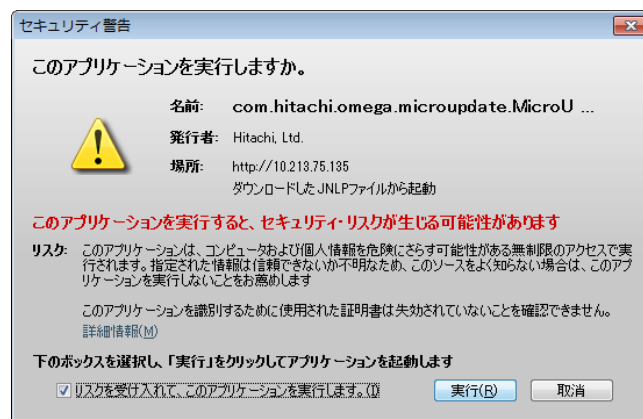 セキュリティ警告
このアプリケーションを実行しますか。
名前: com.hitachi.omega.microupdate.MicroU ...
発行者: Hitachi, Ltd.
場所: http://10.213.75.135
ダウンロードしたJNLPファイルから起動
このアプリケーションを実行すると、セキュリティ・リスクが生じる可能性があります
リスク: このアプリケーションは、コンピュータおよび個人情報を危険にさらす可能性がある無制限のアクセスで実
行されます。指定された情報は信頼できないか不明なため、このソースをよく知らない場合は、このアプ
リケーションを実行しないことをお薦めします
このアプリケーションを識別するために使用された証明書は失効されていないことを確認できません。
詳細情報(M)
下のボックスを選択し、「実行」をクリックしてアプリケーションを起動します
リスクを受け入れて、このアプリケーションを実行します。(I)
実行(R)
取消